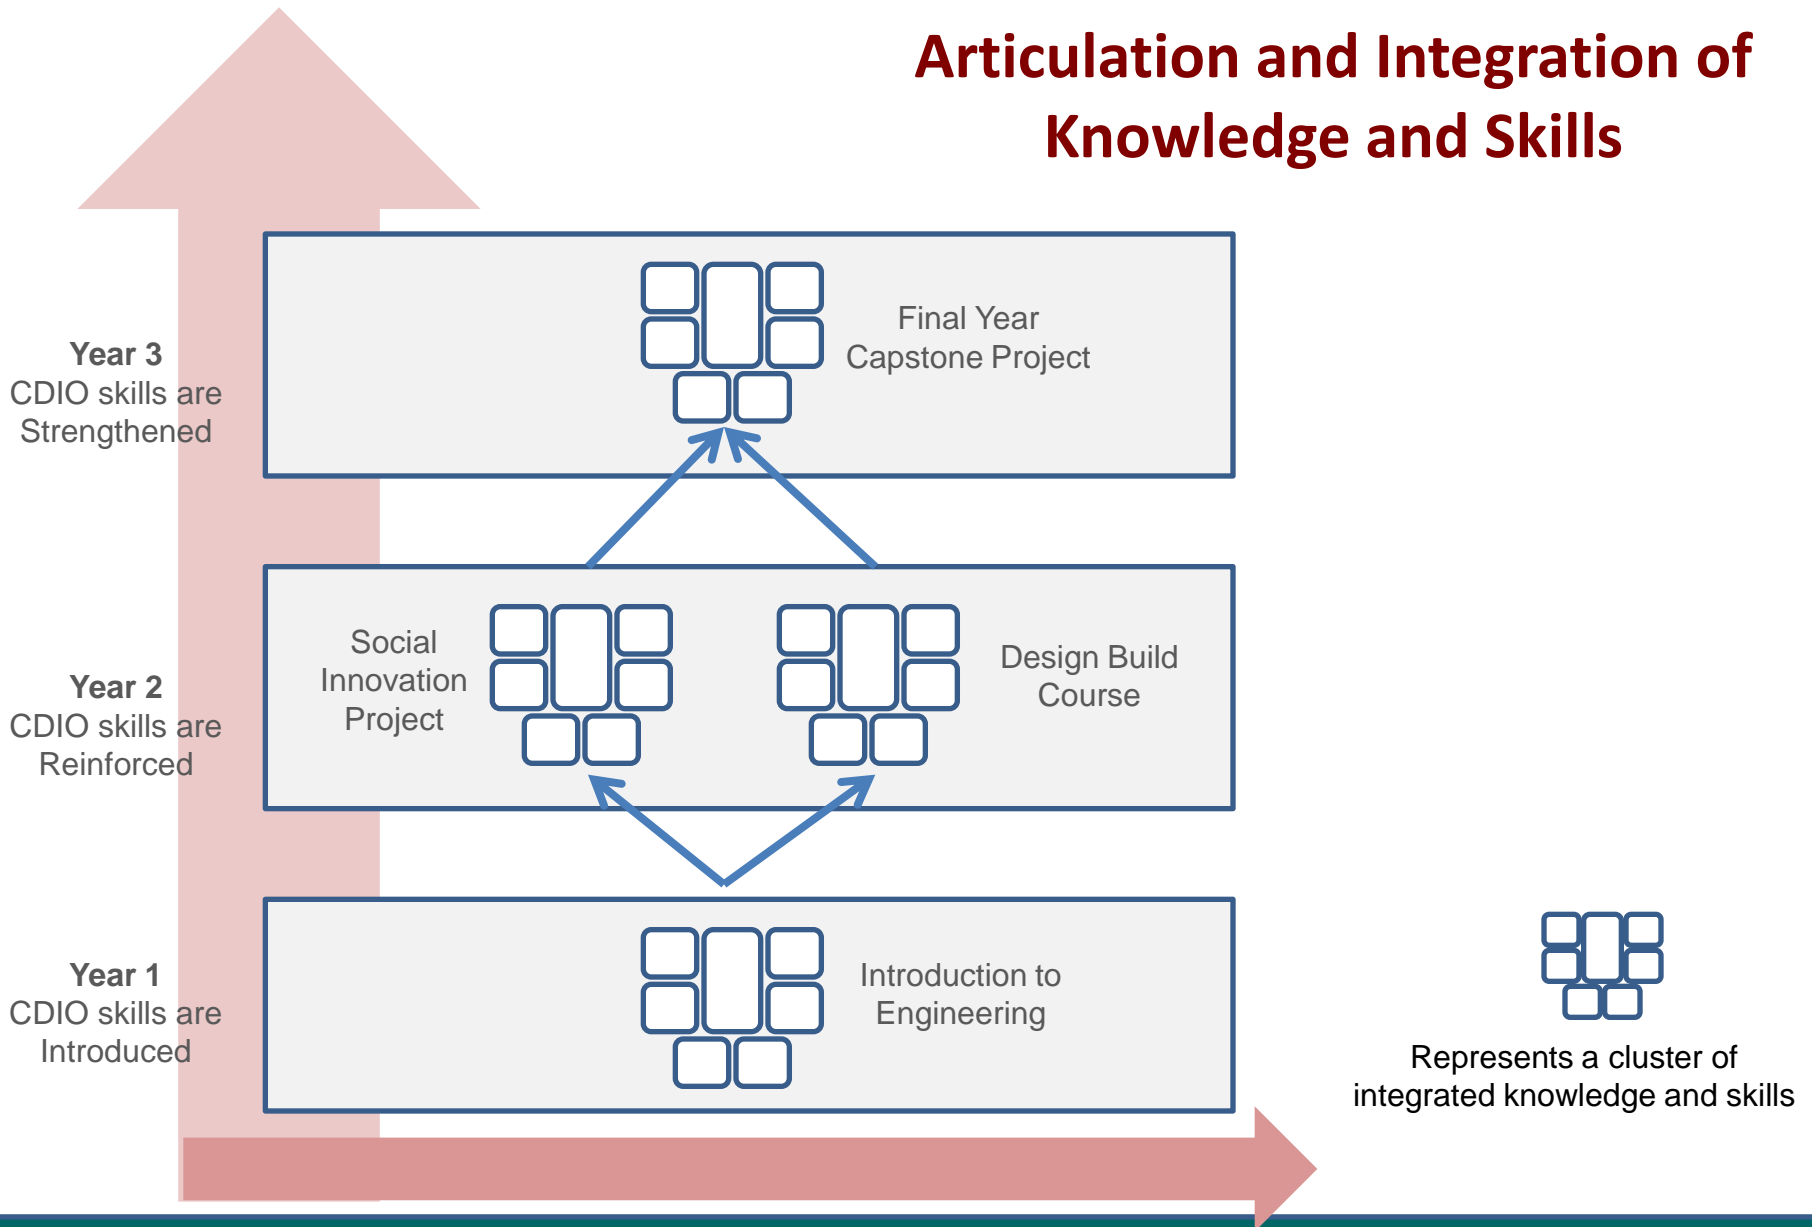 Articulation and Integration of
Knowledge and Skills
Year 3
CDIO skills are
Strengthened
Final Year
Capstone Project
Year 2
CDIO skills are
Reinforced
Social
Innovation
Project
Design Build
Course
Year 1
CDIO skills are
Introduced
Introduction to
Engineering
Represents a cluster of
integrated knowledge and skills